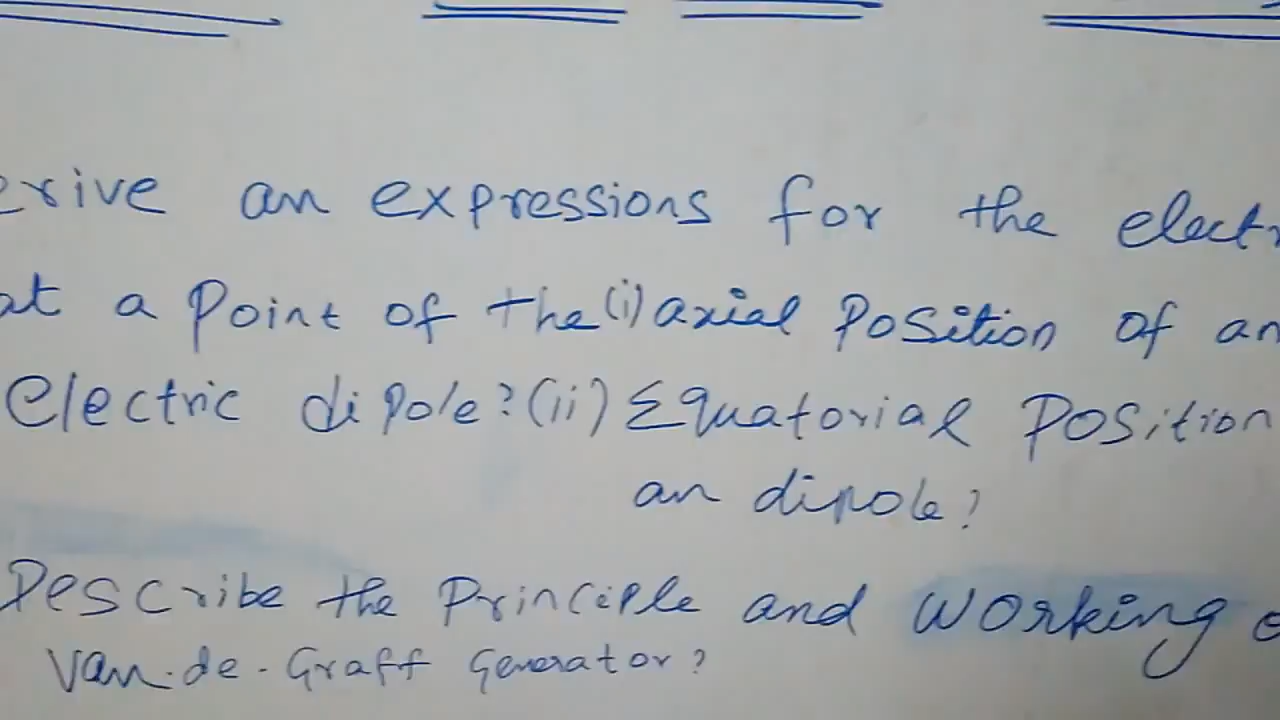 erive an expressions for the electr
at a point of the (i) axial position of an
Electric dipole? (ii) Equatorial position
an dipole?
Describe the Principle and working o
Van-de-Graff Generator?